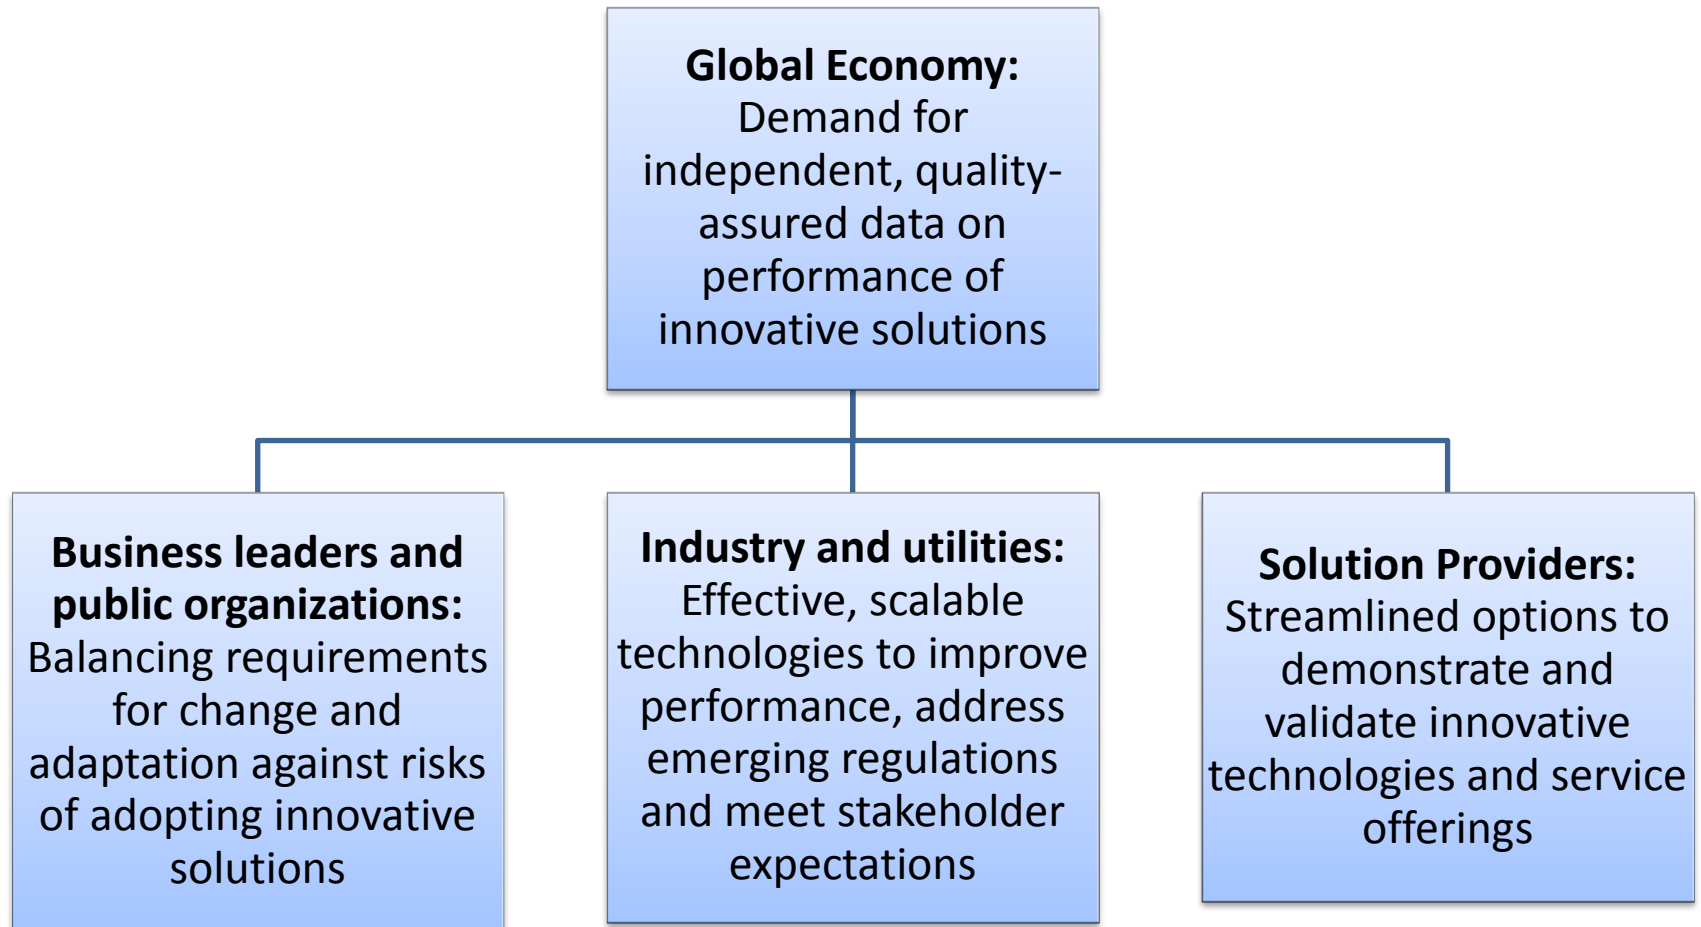 Global Economy:
Demand for
independent, quality-
assured data on
performance of
innovative solutions
Business leaders and
public organizations:
Balancing requirements
for change and
adaptation against risks
of adopting innovative
solutions
Industry and utilities:
Effective, scalable
technologies to improve
performance, address
emerging regulations
and meet stakeholder
expectations
Solution Providers:
Streamlined options to
demonstrate and
validate innovative
technologies and service
offerings